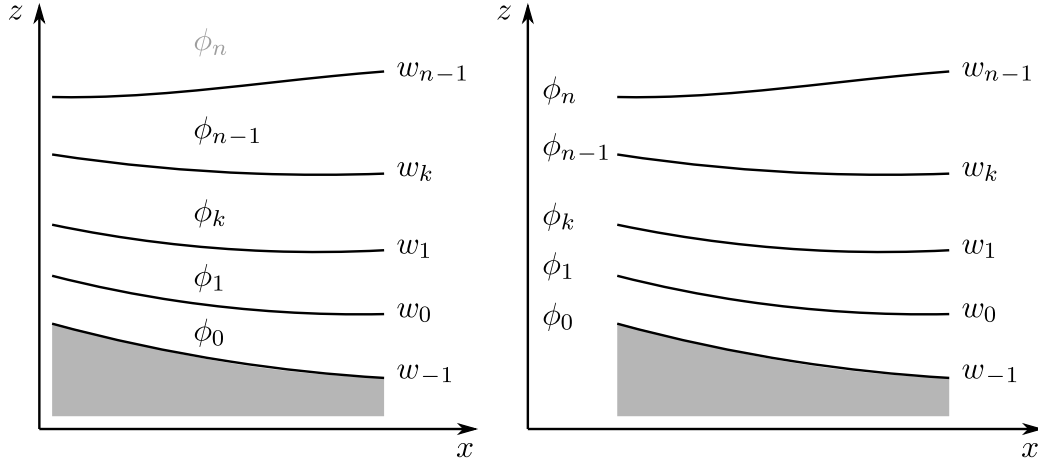 z
ϕ_n
w_{n−1}
ϕ_{n−1}
w_k
ϕ_k
w_1
ϕ_1
w_0
ϕ_0
w_{−1}
x
z
w_{n−1}
ϕ_n
ϕ_{n−1}
w_k
ϕ_k
w_1
ϕ_1
w_0
ϕ_0
w_{−1}
x